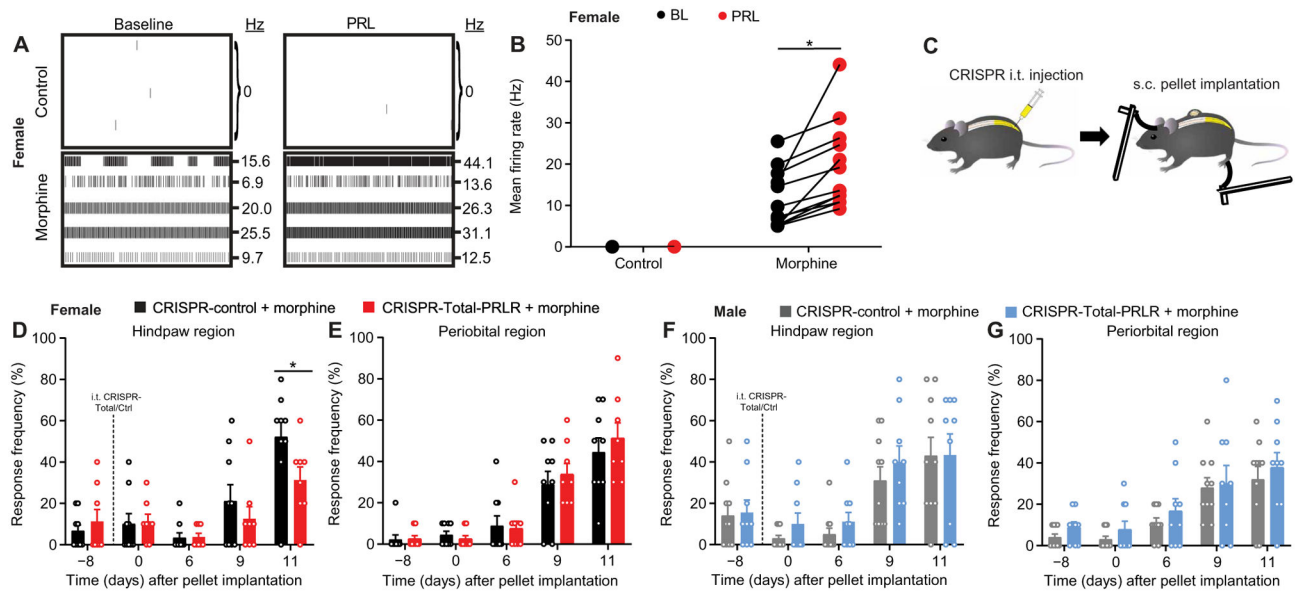 A
Baseline
Hz
PRL
Hz
Female
Control
0
0
Morphine
15.6
6.9
20.0
25.5
9.7
44.1
13.6
26.3
31.1
12.5
B
Female
BL
PRL
Mean firing rate (Hz)
50
40
30
20
10
0
*
Control
Morphine
C
CRISPR i.t. injection
s.c. pellet implantation
Female
CRISPR-control + morphine
CRISPR-Total-PRLR + morphine
D
Hindpaw region
Response frequency (%)
100
80
60
40
20
0
i.t. CRISPR-
Total/Ctrl
*
−8
0
6
9
11
Time (days) after pellet implantation
E
Periobital region
Response frequency (%)
100
80
60
40
20
0
−8
0
6
9
11
Time (days) after pellet implantation
Male
CRISPR-control + morphine
CRISPR-Total-PRLR + morphine
F
Hindpaw region
Response frequency (%)
100
80
60
40
20
0
i.t. CRISPR-
Total/Ctrl
−8
0
6
9
11
Time (days) after pellet implantation
G
Periorbital region
Response frequency (%)
100
80
60
40
20
0
−8
0
6
9
11
Time (days) after pellet implantation